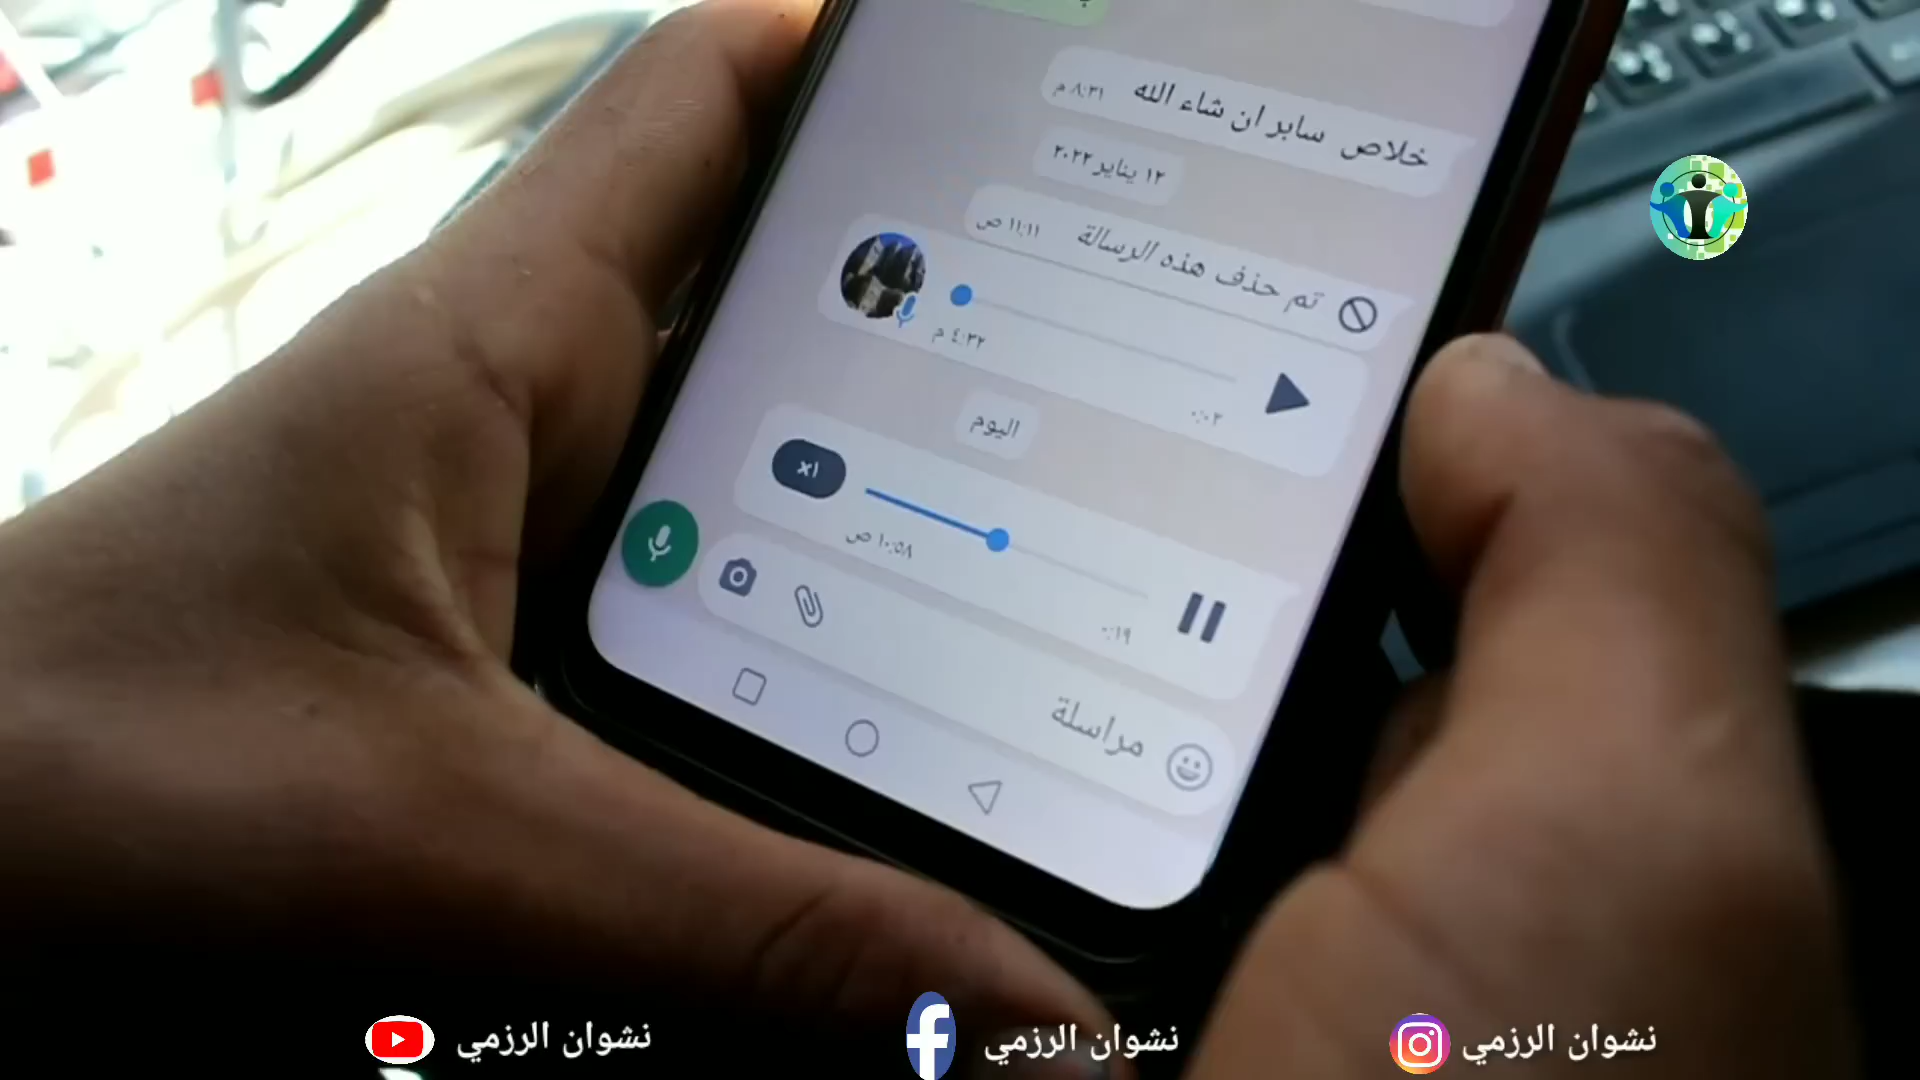 خلاص سابر ان شاء الله ٨:٣١ م
١٢ يناير ٢٠٢٢
تم حذف هذه الرسالة ١١:١١ ص
٤:٣٢ م
٠:٠٢
اليوم
x١
١٠:٥٨ ص
٠:١٩
مراسلة
نشوان الرزمي
نشوان الرزمي
نشوان الرزمي